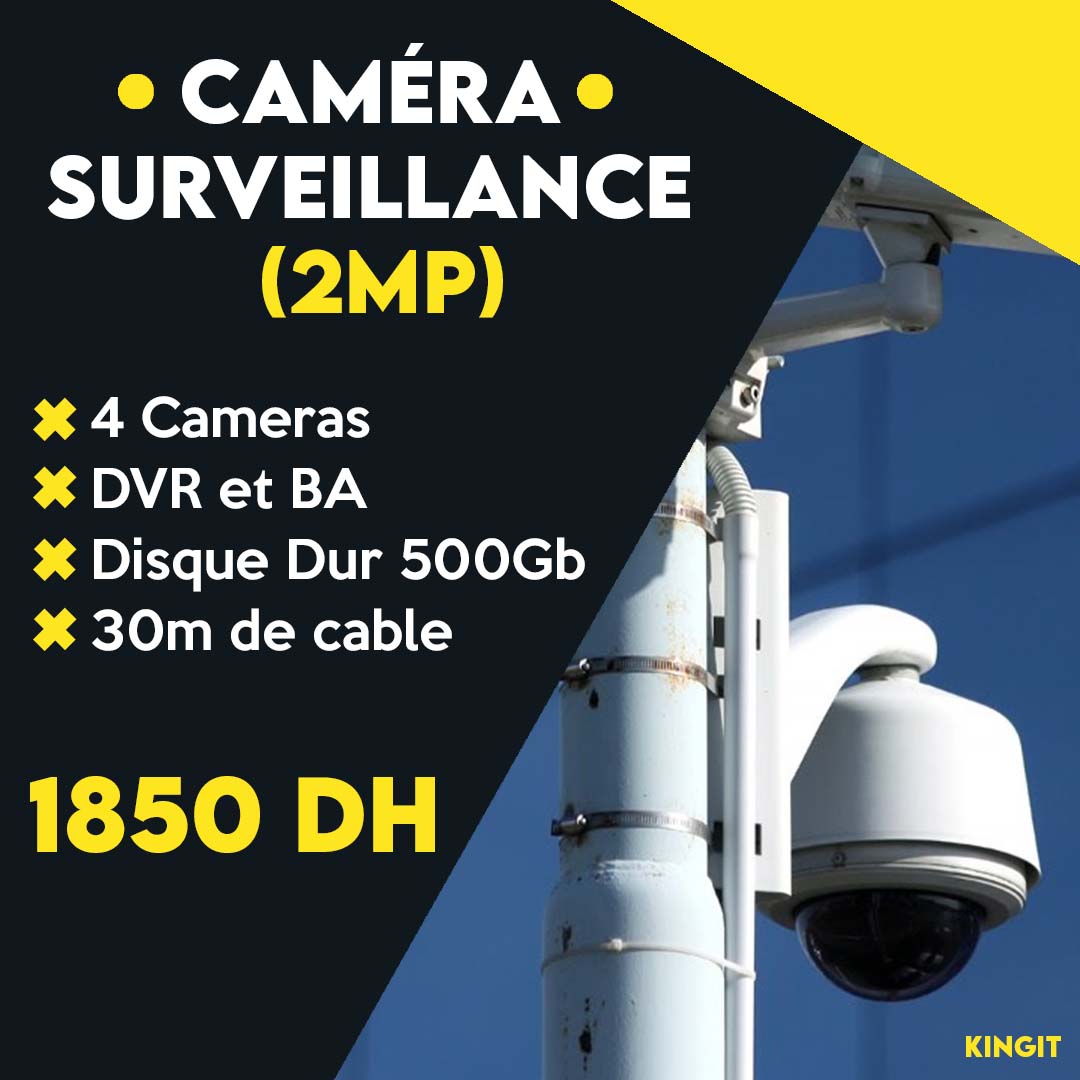 CAMÉRA
SURVEILLANCE
(2MP)
4 Cameras
DVR et BA
Disque Dur 500Gb
30m de cable
1850 DH
KINGIT